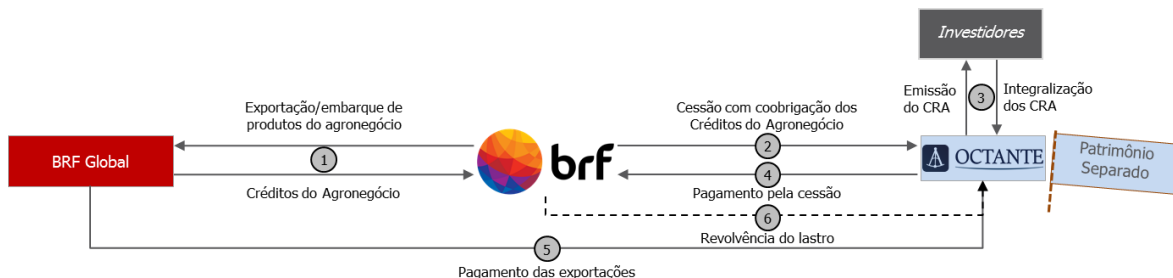 Investidores
Emissão
do CRA
3
Integralização
dos CRA
Exportação/embarque de
produtos do agronegócio
Cessão com coobrigação dos
Créditos do Agronegócio
BRF Global
1
brf
2
OCTANTE
Patrimônio
Separado
4
Créditos do Agronegócio
Pagamento pela cessão
6
Revolvência do lastro
5
Pagamento das exportações